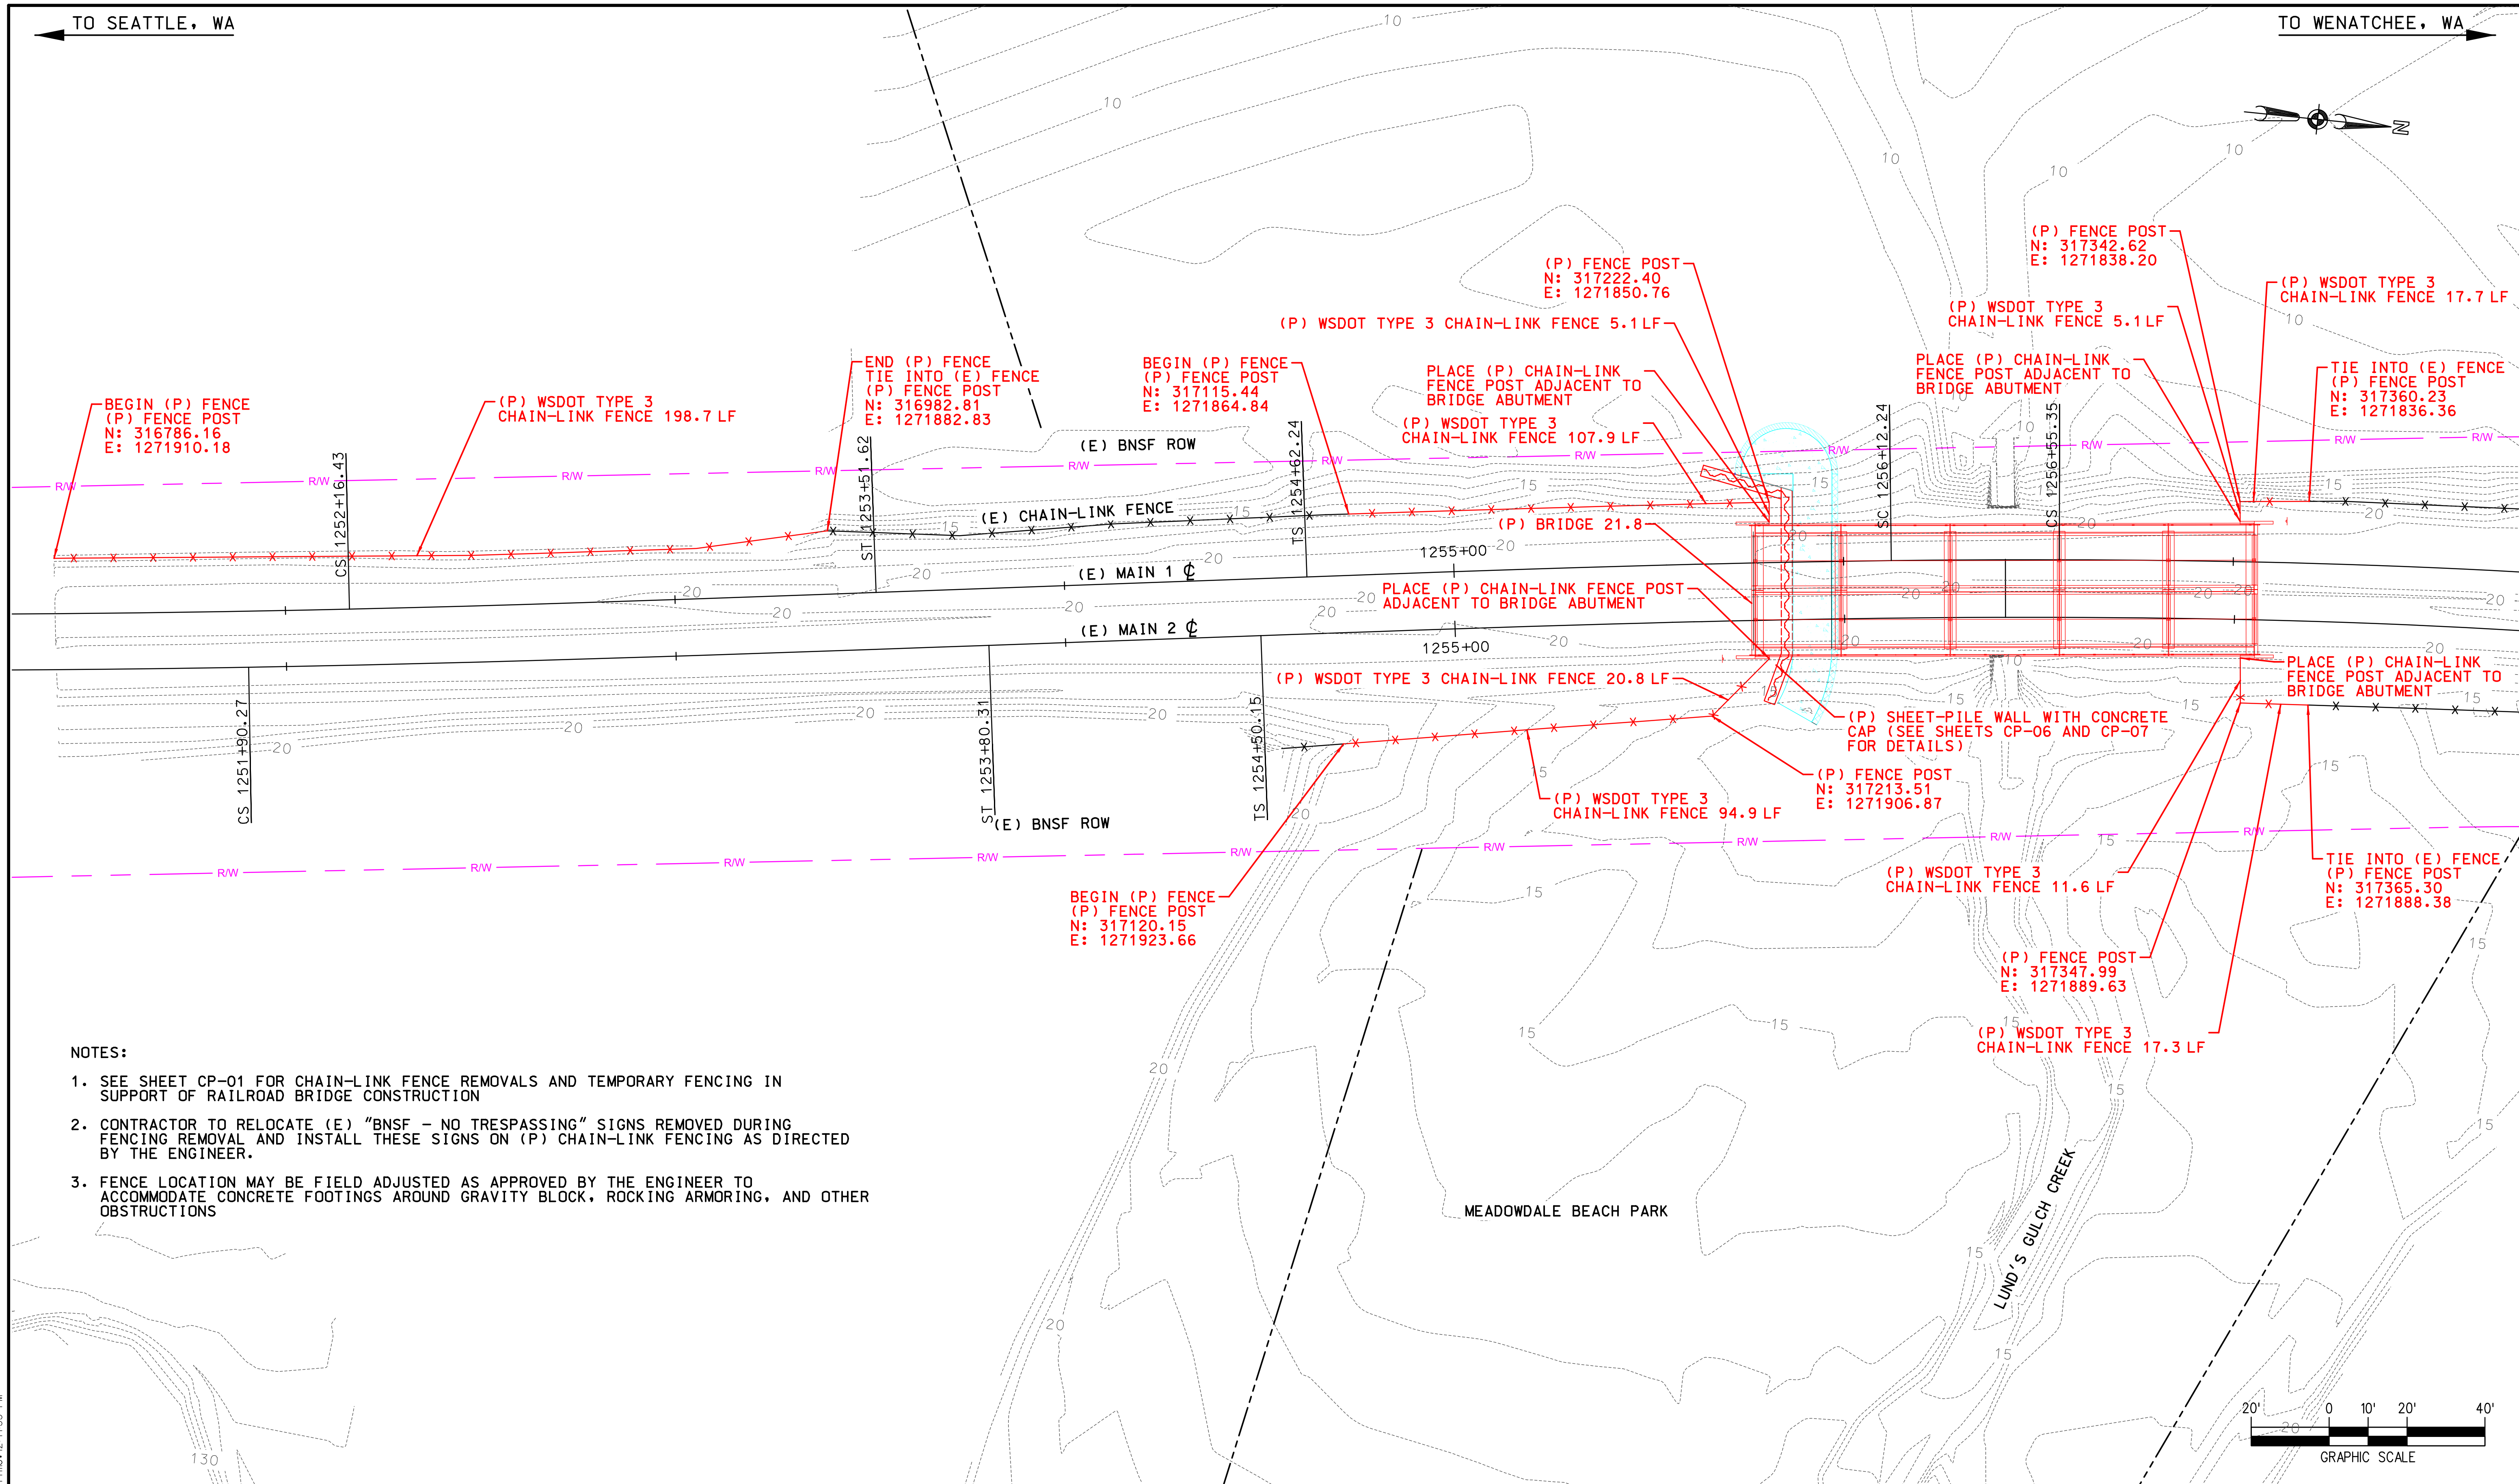 TO SEATTLE, WA
TO WENATCHEE, WA
N
BEGIN (P) FENCE
(P) FENCE POST
N: 316786.16
E: 1271910.18
(P) WSDOT TYPE 3
CHAIN-LINK FENCE 198.7 LF
END (P) FENCE
TIE INTO (E) FENCE
(P) FENCE POST
N: 316982.81
E: 1271882.83
BEGIN (P) FENCE
(P) FENCE POST
N: 317115.44
E: 1271864.84
(P) FENCE POST
N: 317222.40
E: 1271850.76
(P) WSDOT TYPE 3 CHAIN-LINK FENCE 5.1 LF
PLACE (P) CHAIN-LINK
FENCE POST ADJACENT TO
BRIDGE ABUTMENT
(P) WSDOT TYPE 3
CHAIN-LINK FENCE 107.9 LF
(P) FENCE POST
N: 317342.62
E: 1271838.20
(P) WSDOT TYPE 3
CHAIN-LINK FENCE 5.1 LF
PLACE (P) CHAIN-LINK
FENCE POST ADJACENT TO
BRIDGE ABUTMENT
(P) WSDOT TYPE 3
CHAIN-LINK FENCE 17.7 LF
TIE INTO (E) FENCE
(P) FENCE POST
N: 317360.23
E: 1271836.36
(E) BNSF ROW
R/W
R/W
R/W
R/W
R/W
R/W
R/W
R/W
R/W
R/W
R/W
CS 1252+16.43
ST 1253+51.62
TS 1254+62.24
SC 1256+12.24
CS 1256+55.35
(E) CHAIN-LINK FENCE
(P) BRIDGE 21.8
1255+00
(E) MAIN 1 ℄
PLACE (P) CHAIN-LINK FENCE POST
ADJACENT TO BRIDGE ABUTMENT
(E) MAIN 2 ℄
1255+00
(P) WSDOT TYPE 3 CHAIN-LINK FENCE 20.8 LF
PLACE (P) CHAIN-LINK
FENCE POST ADJACENT TO
BRIDGE ABUTMENT
CS 1251+90.27
ST 1253+80.31
TS 1254+50.15
(P) SHEET-PILE WALL WITH CONCRETE
CAP (SEE SHEETS CP-06 AND CP-07
FOR DETAILS)
(P) FENCE POST
N: 317213.51
E: 1271906.87
(P) WSDOT TYPE 3
CHAIN-LINK FENCE 94.9 LF
(E) BNSF ROW
R/W
R/W
R/W
R/W
R/W
R/W
R/W
R/W
R/W
BEGIN (P) FENCE
(P) FENCE POST
N: 317120.15
E: 1271923.66
(P) WSDOT TYPE 3
CHAIN-LINK FENCE 11.6 LF
TIE INTO (E) FENCE
(P) FENCE POST
N: 317365.30
E: 1271888.38
(P) FENCE POST
N: 317347.99
E: 1271889.63
(P) WSDOT TYPE 3
CHAIN-LINK FENCE 17.3 LF
NOTES:
1. SEE SHEET CP-01 FOR CHAIN-LINK FENCE REMOVALS AND TEMPORARY FENCING IN
SUPPORT OF RAILROAD BRIDGE CONSTRUCTION
2. CONTRACTOR TO RELOCATE (E) "BNSF - NO TRESPASSING" SIGNS REMOVED DURING
FENCING REMOVAL AND INSTALL THESE SIGNS ON (P) CHAIN-LINK FENCING AS DIRECTED
BY THE ENGINEER.
3. FENCE LOCATION MAY BE FIELD ADJUSTED AS APPROVED BY THE ENGINEER TO
ACCOMMODATE CONCRETE FOOTINGS AROUND GRAVITY BLOCK, ROCKING ARMORING, AND OTHER
OBSTRUCTIONS
MEADOWDALE BEACH PARK
LUND'S GULCH CREEK
130
20' 0 10' 20' 40'
GRAPHIC SCALE